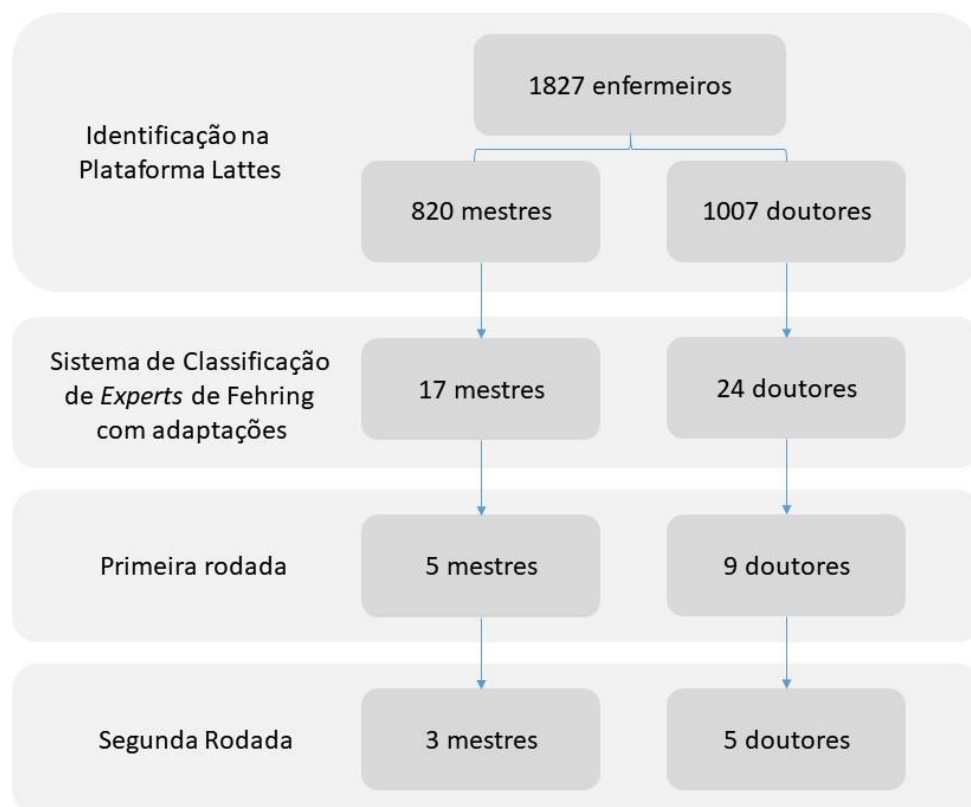 1827 enfermeiros
Identificação na
Plataforma Lattes
820 mestres
1007 doutores
Sistema de Classificação
de Experts de Fehring
com adaptações
17 mestres
24 doutores
Primeira rodada
5 mestres
9 doutores
Segunda Rodada
3 mestres
5 doutores